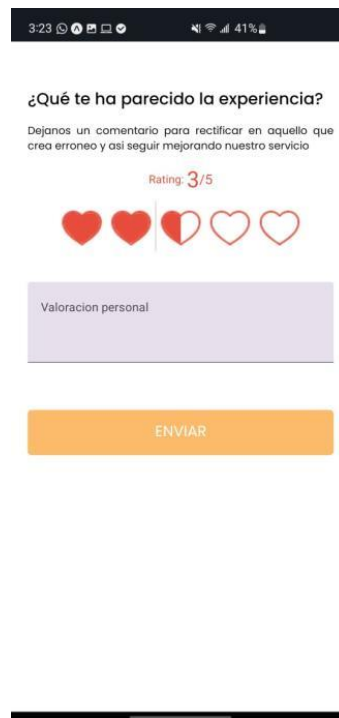 3:23 41%
¿Qué te ha parecido la experiencia?
Dejanos un comentario para rectificar en aquello que
crea erroneo y asi seguir mejorando nuestro servicio
Rating: 3/5
Valoracion personal
ENVIAR